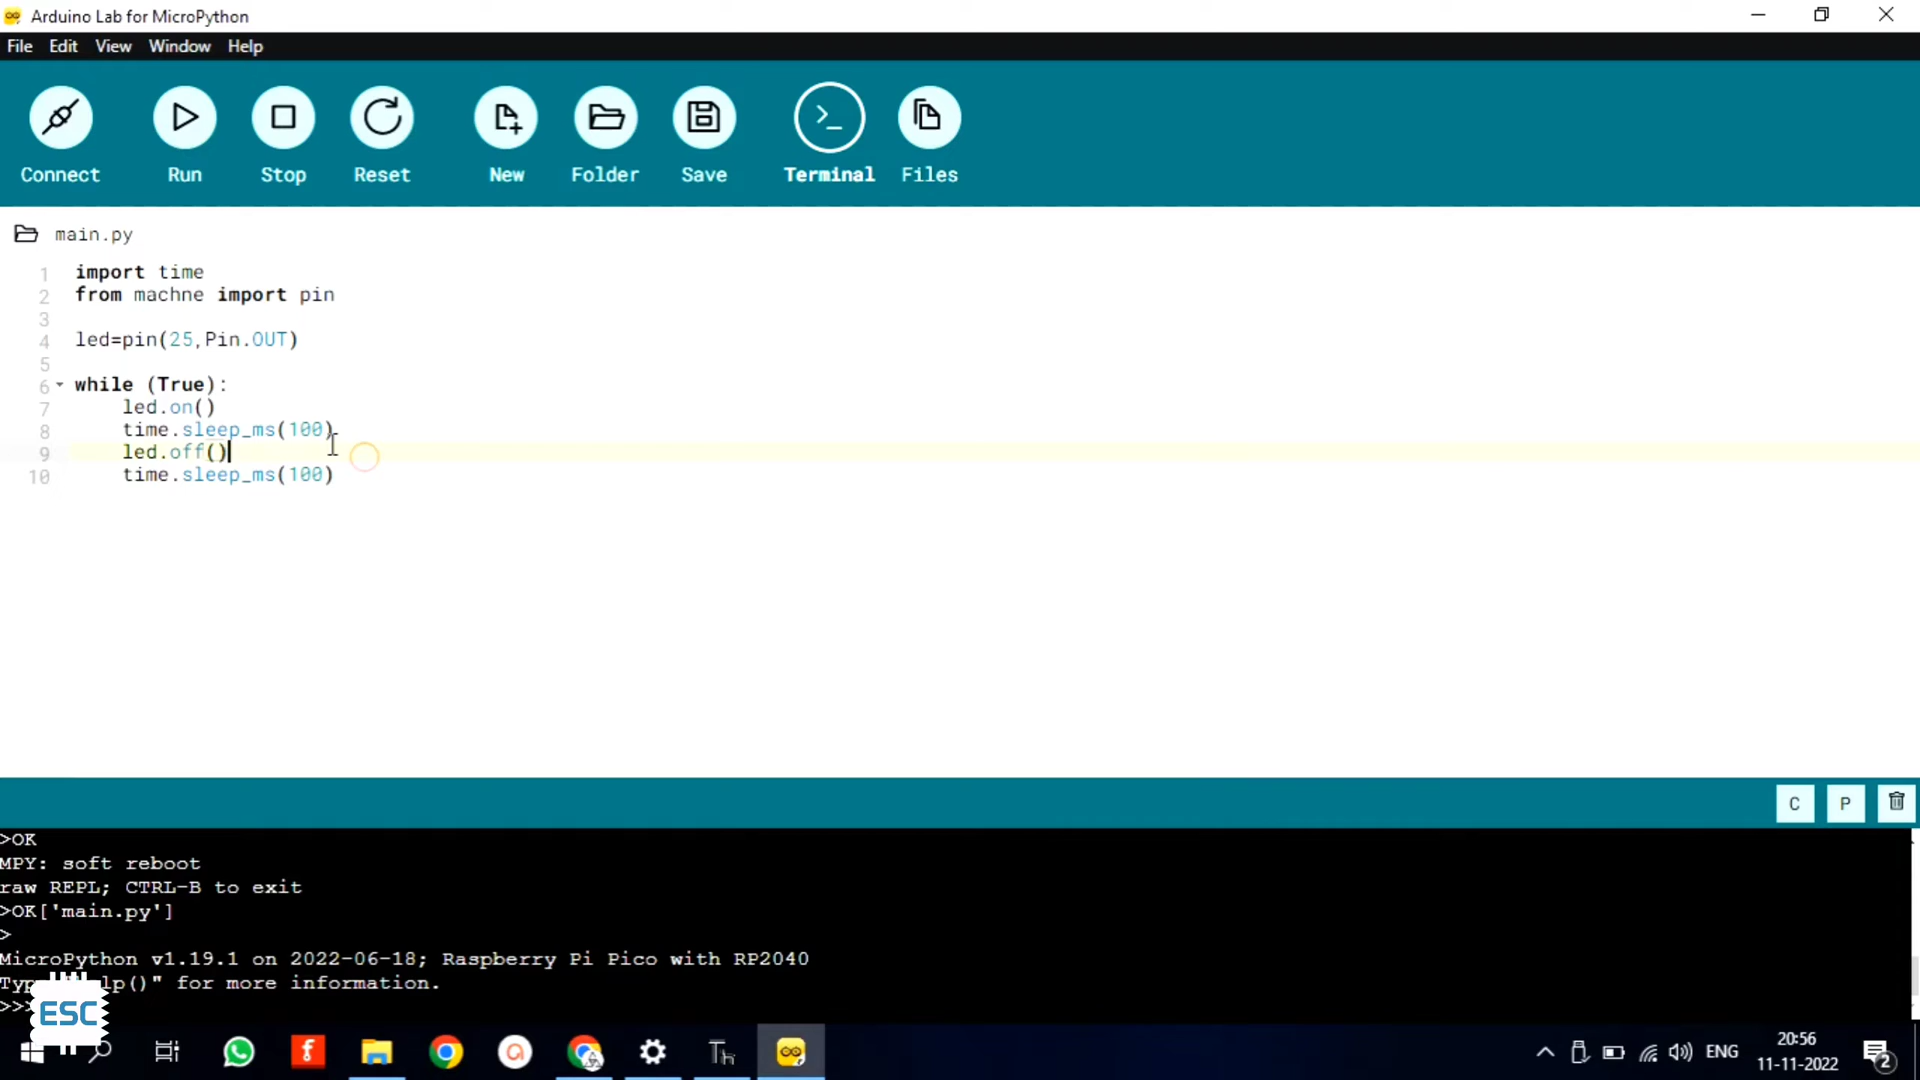 Arduino Lab for MicroPython
File Edit View Window Help
Connect Run Stop Reset New Folder Save Terminal Files
main.py
1 import time
2 from machne import pin
3
4 led=pin(25,Pin.OUT)
5
6 while (True):
7 led.on()
8 time.sleep_ms(100)
9 led.off()
10 time.sleep_ms(100)
C P
>OK
MPY: soft reboot
raw REPL; CTRL-B to exit
>OK['main.py']
>
MicroPython v1.19.1 on 2022-06-18; Raspberry Pi Pico with RP2040
for more information.
>>>
ESC
ENG
20:56
11-11-2022
2